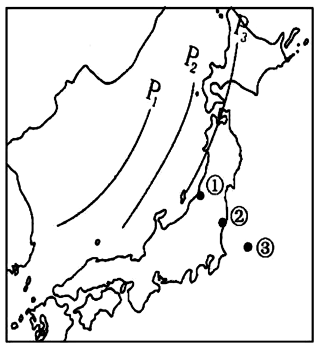 P₃
P₂
P₁
①
②
③